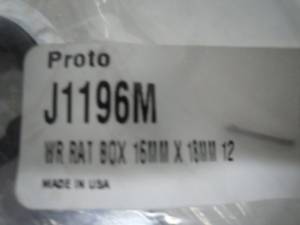 Proto
J1196M
WR RAT BOX 16MM X 18MM 12
MADE IN USA